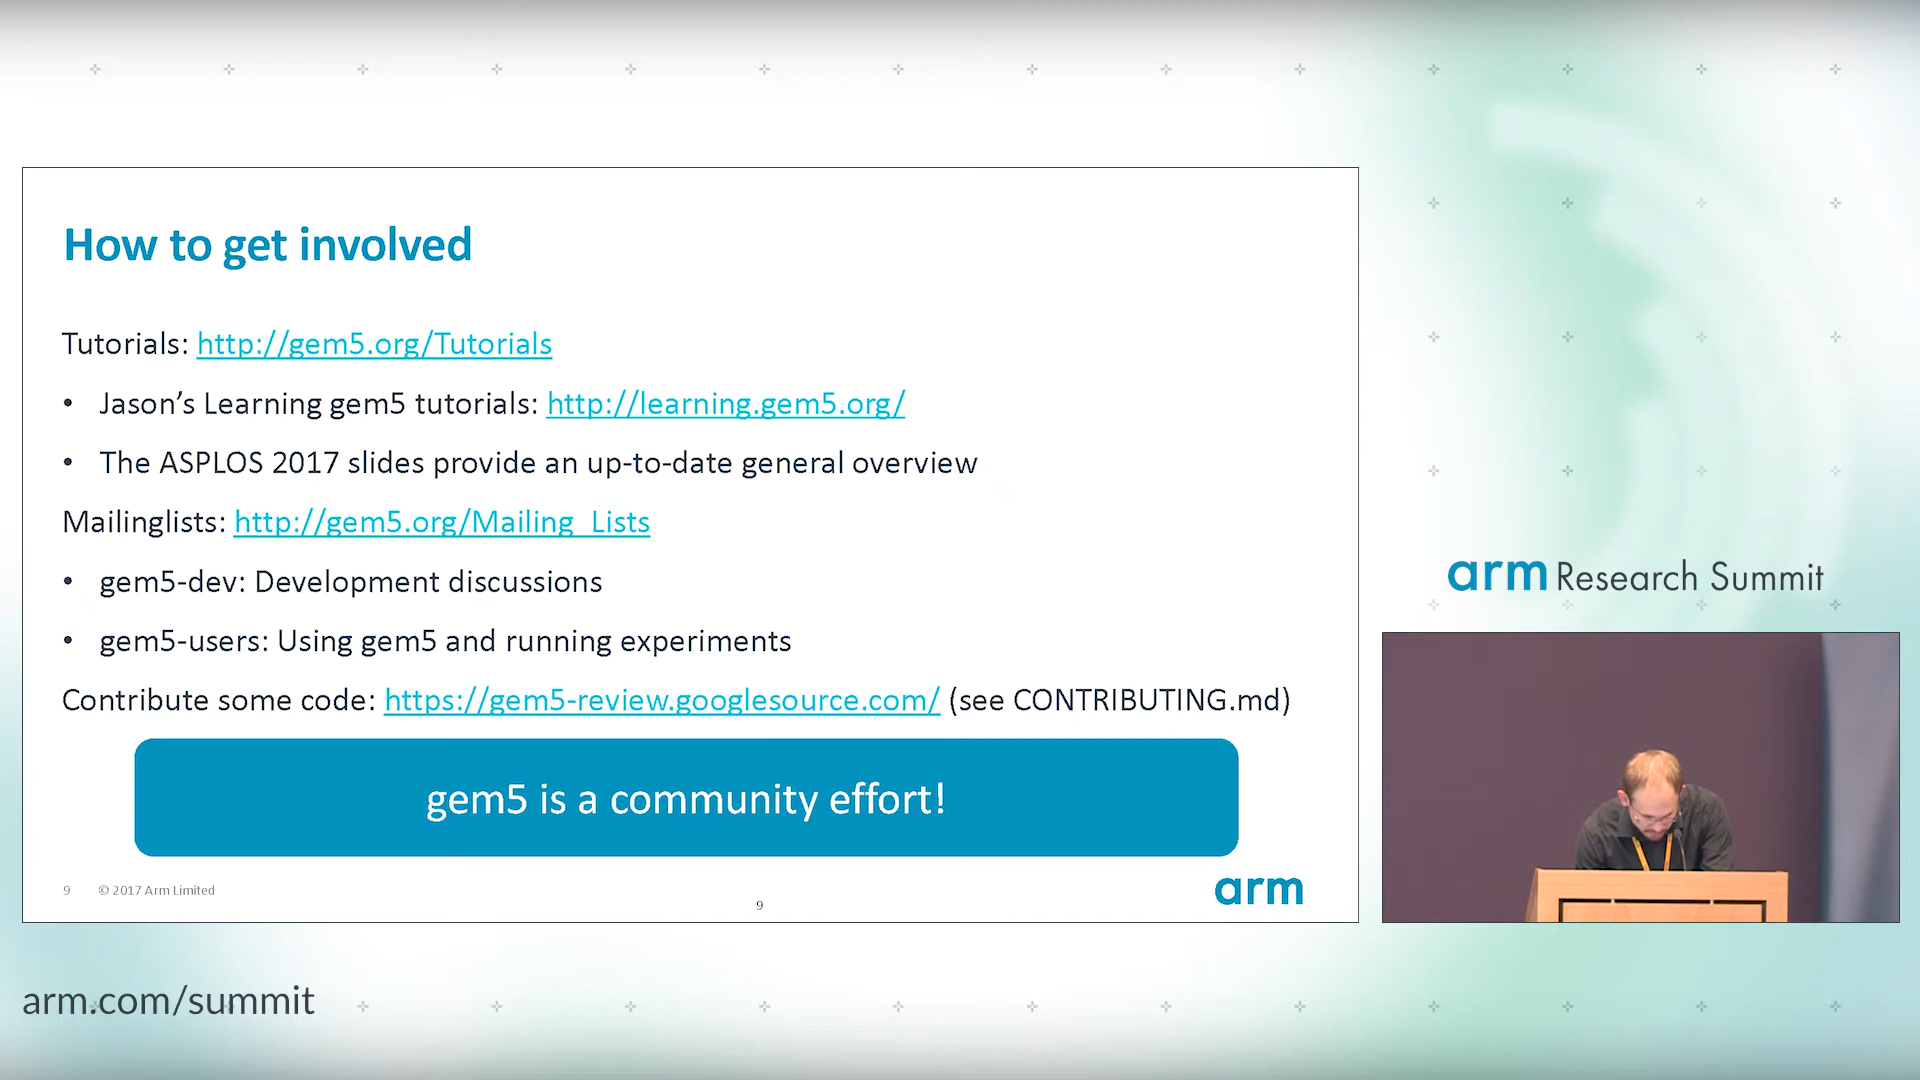 How to get involved
Tutorials: http://gem5.org/Tutorials
• Jason's Learning gem5 tutorials: http://learning.gem5.org/
• The ASPLOS 2017 slides provide an up-to-date general overview
Mailinglists: http://gem5.org/Mailing_Lists
• gem5-dev: Development discussions
• gem5-users: Using gem5 and running experiments
Contribute some code: https://gem5-review.googlesource.com/ (see CONTRIBUTING.md)
gem5 is a community effort!
9 © 2017 Arm Limited
9
arm
arm Research Summit
arm.com/summit